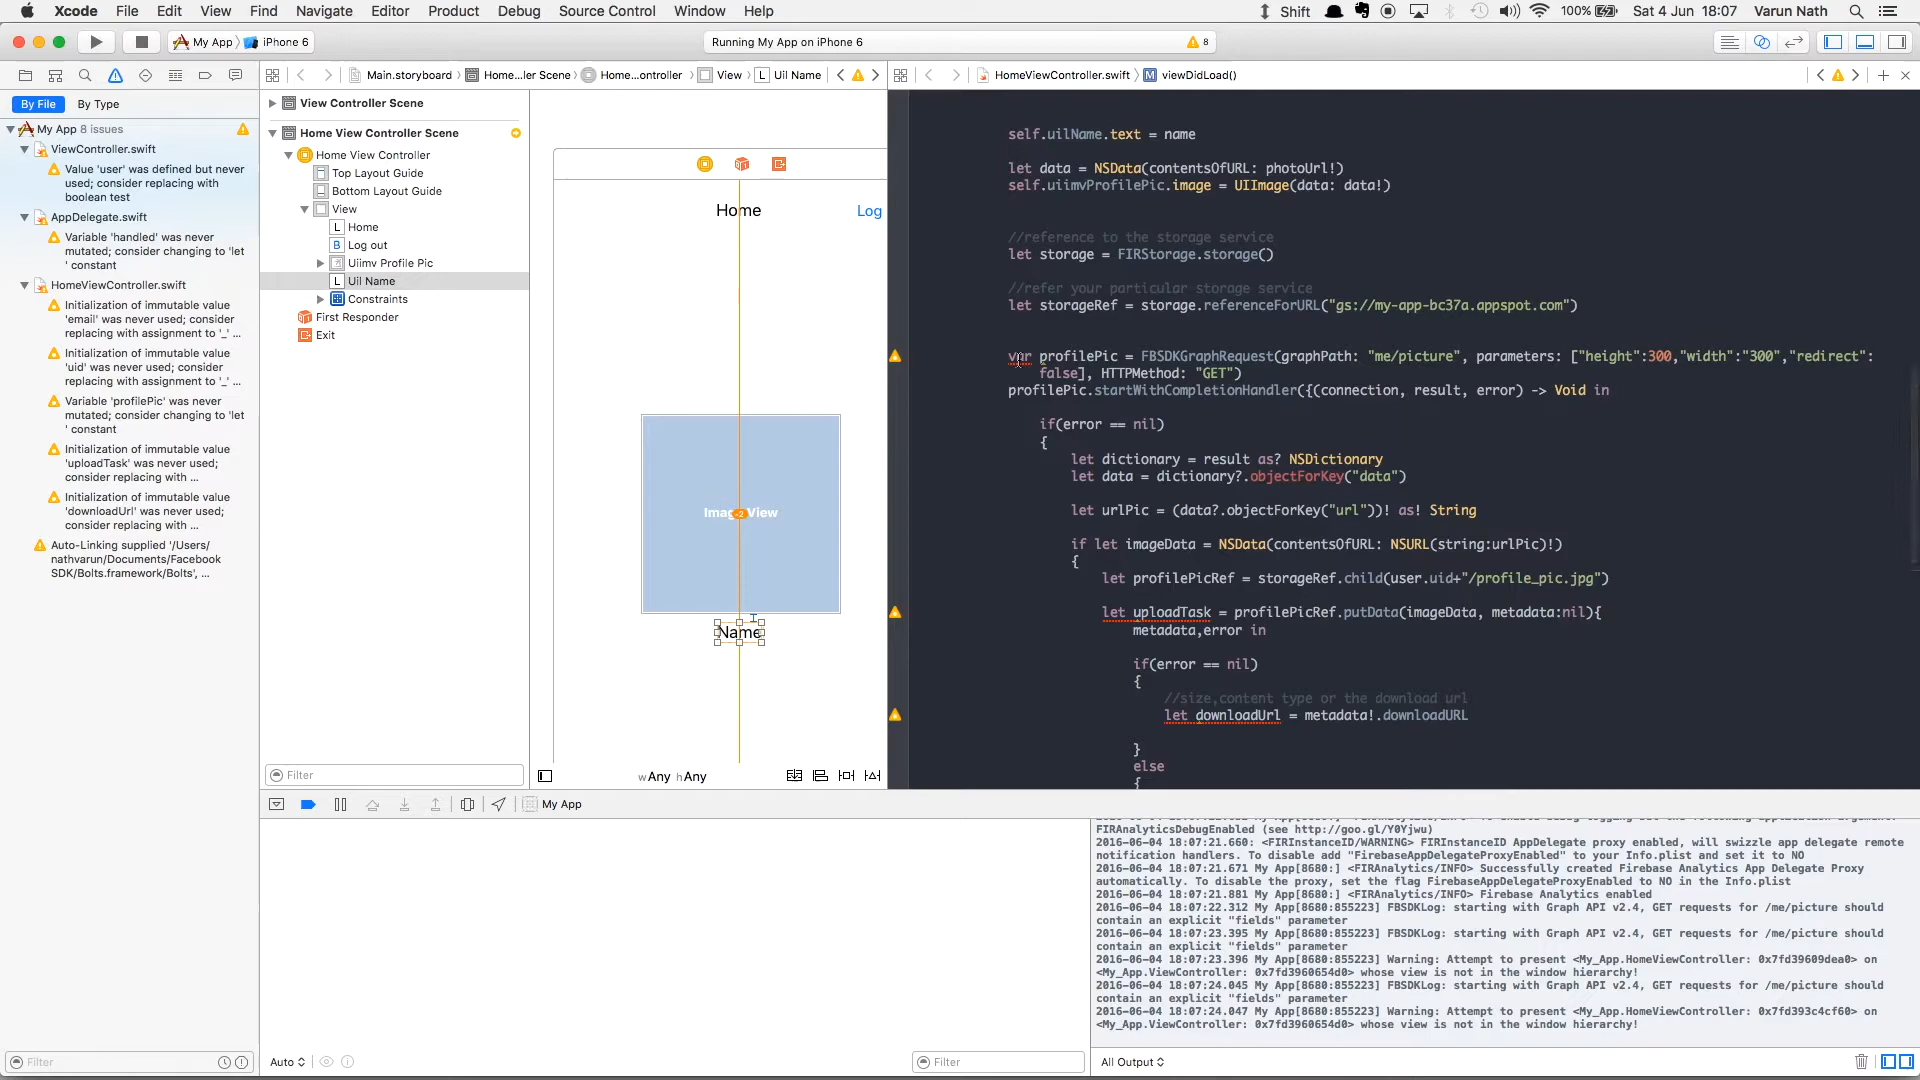 Xcode File Edit View Find Navigate Editor Product Debug Source Control Window Help
Shift 100% Sat 4 Jun 18:07 Varun Nath
My App iPhone 6
Running My App on iPhone 6 8
Main.storyboard Home...ler Scene Home...ontroller View L Uil Name
HomeViewController.swift M viewDidLoad()
By File By Type
My App 8 issues
ViewController.swift
Value 'user' was defined but never
used; consider replacing with
boolean test
AppDelegate.swift
Variable 'handled' was never
mutated; consider changing to 'let
' constant
HomeViewController.swift
Initialization of immutable value
'email' was never used; consider
replacing with assignment to '_' ...
Initialization of immutable value
'uid' was never used; consider
replacing with assignment to '_' ...
Variable 'profilePic' was never
mutated; consider changing to 'let
' constant
Initialization of immutable value
'uploadTask' was never used;
consider replacing with ...
Initialization of immutable value
'downloadUrl' was never used;
consider replacing with ...
Auto-Linking supplied '/Users/
nathvarun/Documents/Facebook
SDK/Bolts.framework/Bolts', ...
Filter
View Controller Scene
Home View Controller Scene
Home View Controller
Top Layout Guide
Bottom Layout Guide
View
L Home
B Log out
Uiimv Profile Pic
L Uil Name
Constraints
First Responder
Exit
Filter
Home Log
Name
wAny hAny
self.uilName.text = name
let data = NSData(contentsOfURL: photoUrl!)
self.uiimvProfilePic.image = UIImage(data: data!)
//reference to the storage service
let storage = FIRStorage.storage()
//refer your particular storage service
let storageRef = storage.referenceForURL("gs://my-app-bc37a.appspot.com")
var profilePic = FBSDKGraphRequest(graphPath: "me/picture", parameters: ["height":300,"width":"300","redirect":
false], HTTPMethod: "GET")
profilePic.startWithCompletionHandler({(connection, result, error) -> Void in
if(error == nil)
{
let dictionary = result as? NSDictionary
let data = dictionary?.objectForKey("data")
let urlPic = (data?.objectForKey("url"))! as! String
if let imageData = NSData(contentsOfURL: NSURL(string:urlPic)!)
{
let profilePicRef = storageRef.child(user.uid+"/profile_pic.jpg")
let uploadTask = profilePicRef.putData(imageData, metadata:nil){
metadata,error in
if(error == nil)
{
//size,content type or the download url
let downloadUrl = metadata!.downloadURL
}
else
{
My App
FIRAnalyticsDebugEnabled (see http://goo.gl/Y0Yjwu)
2016-06-04 18:07:21.660: <FIRInstanceID/WARNING> FIRInstanceID AppDelegate proxy enabled, will swizzle app delegate remote
notification handlers. To disable add "FirebaseAppDelegateProxyEnabled" to your Info.plist and set it to NO
2016-06-04 18:07:21.671 My App[8680:] <FIRAnalytics/INFO> Successfully created Firebase Analytics App Delegate Proxy
automatically. To disable the proxy, set the flag FirebaseAppDelegateProxyEnabled to NO in the Info.plist
2016-06-04 18:07:21.881 My App[8680:] <FIRAnalytics/INFO> Firebase Analytics enabled
2016-06-04 18:07:22.312 My App[8680:855223] FBSDKLog: starting with Graph API v2.4, GET requests for /me/picture should
contain an explicit "fields" parameter
2016-06-04 18:07:23.395 My App[8680:855223] FBSDKLog: starting with Graph API v2.4, GET requests for /me/picture should
contain an explicit "fields" parameter
2016-06-04 18:07:23.396 My App[8680:855223] Warning: Attempt to present <My_App.HomeViewController: 0x7fd39609dea0> on
<My_App.ViewController: 0x7fd3960654d0> whose view is not in the window hierarchy!
2016-06-04 18:07:24.045 My App[8680:855223] FBSDKLog: starting with Graph API v2.4, GET requests for /me/picture should
contain an explicit "fields" parameter
2016-06-04 18:07:24.047 My App[8680:855223] Warning: Attempt to present <My_App.HomeViewController: 0x7fd393c4cf60> on
<My_App.ViewController: 0x7fd3960654d0> whose view is not in the window hierarchy!
Auto Filter All Output